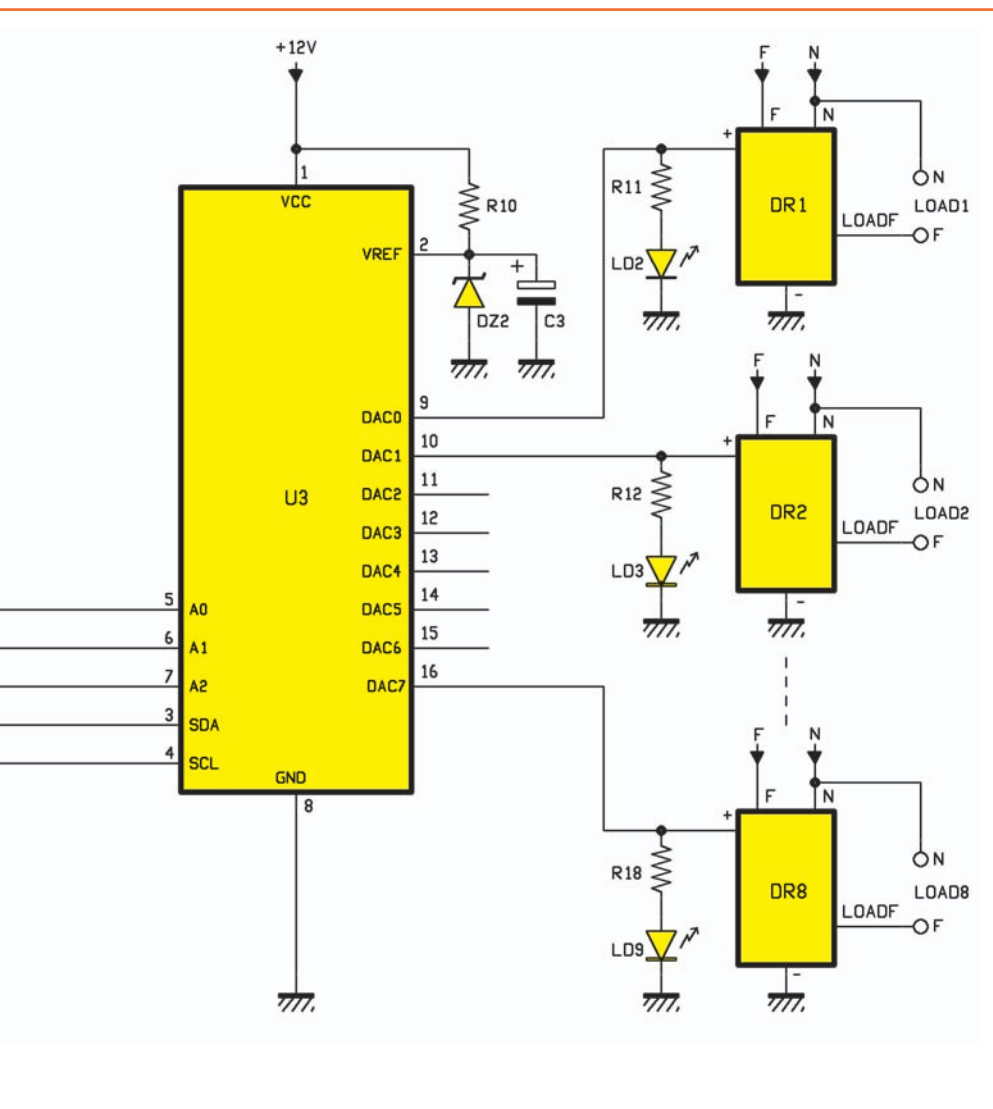 +12V
F N
1
VCC
F N
+
R11
DR1
N
LOAD1
LOADF
F
R10
VREF 2
+
LD2
DZ2 C3
-
F N
DAC0 9
F N
+
DAC1 10
DAC2 11
R12
DR2
N
LOAD2
LOADF
F
U3
DAC3 12
DAC4 13
LD3
5 A0
DAC5 14
-
6 A1
DAC6 15
7 A2
DAC7 16
3 SDA
4 SCL
F N
GND
8
F N
+
R18
DR8
N
LOAD8
LOADF
F
LD9
-